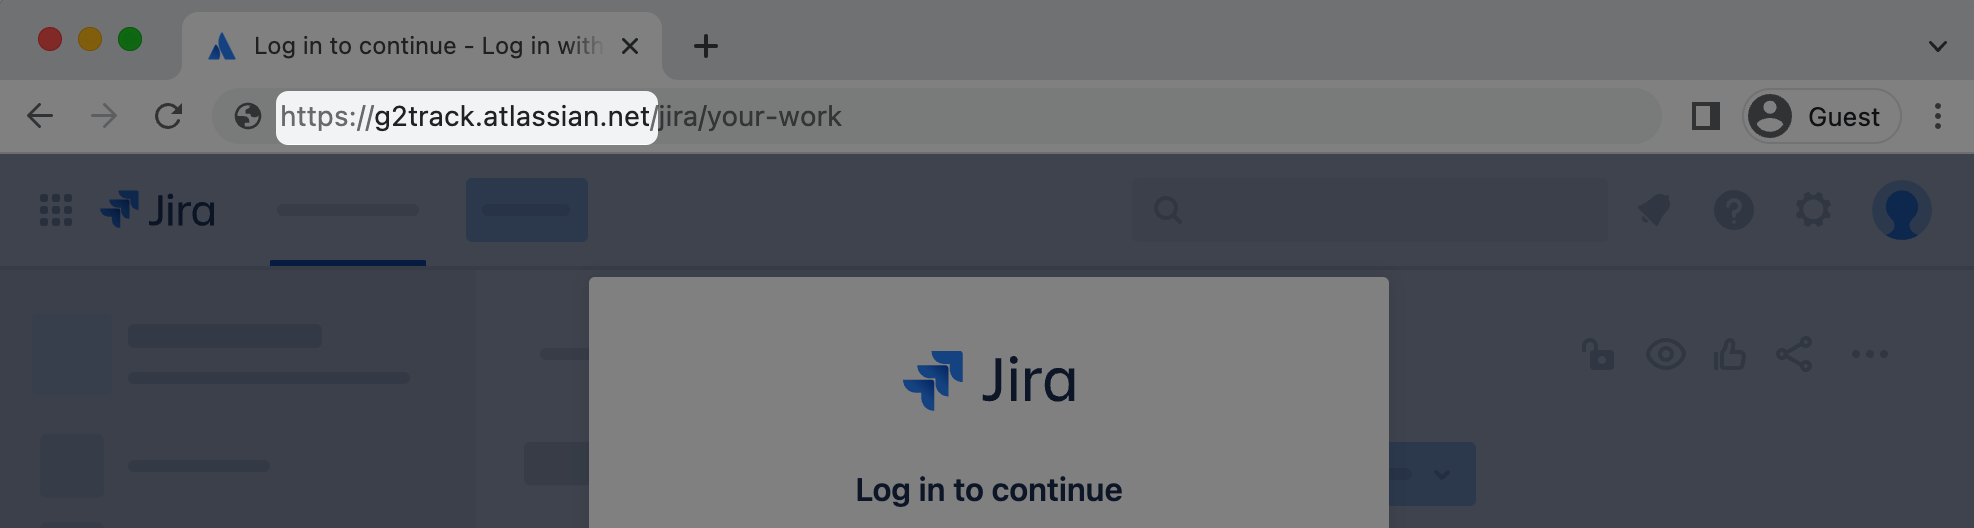 Log in to continue - Log in with
https://g2track.atlassian.net/jira/your-work
Guest
Jira
Jira
Log in to continue